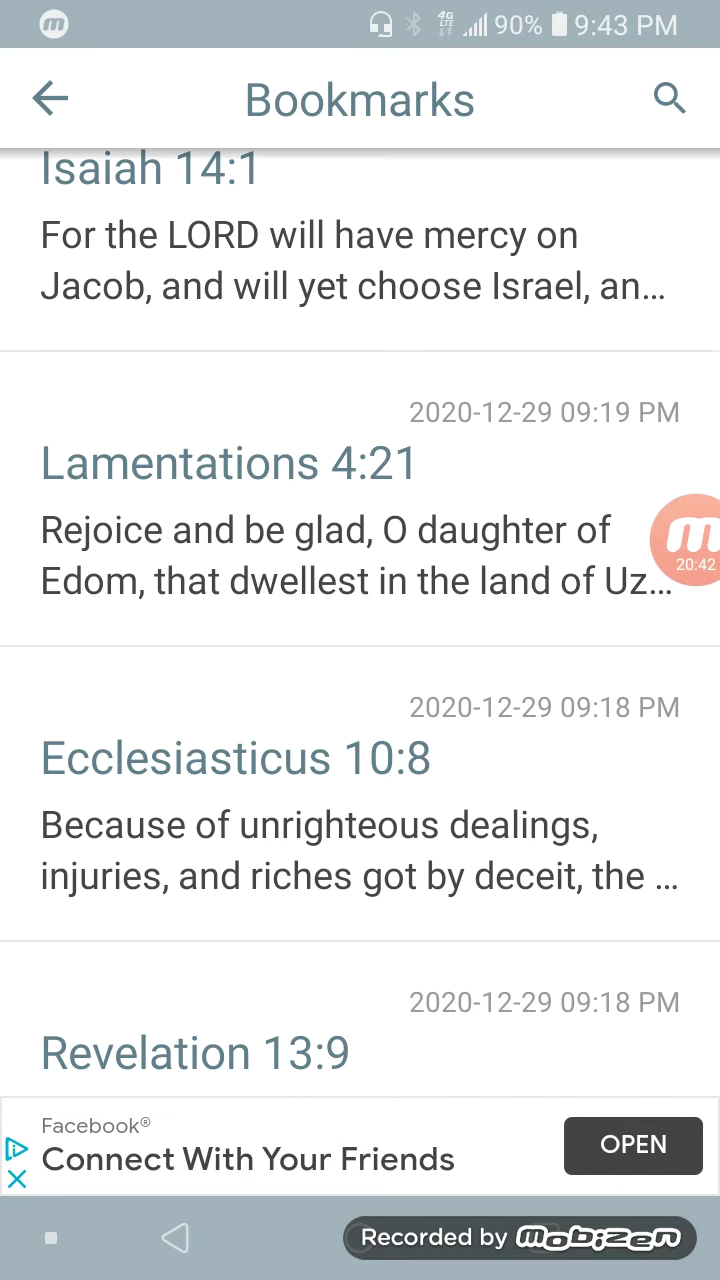 4G
LTE
90%
9:43 PM
Bookmarks
Isaiah 14:1
For the LORD will have mercy on
Jacob, and will yet choose Israel, an...
2020-12-29 09:19 PM
Lamentations 4:21
Rejoice and be glad, O daughter of
Edom, that dwellest in the land of Uz...
m
20:42
2020-12-29 09:18 PM
Ecclesiasticus 10:8
Because of unrighteous dealings,
injuries, and riches got by deceit, the ...
2020-12-29 09:18 PM
Revelation 13:9
Facebook®
Connect With Your Friends
OPEN
Recorded by mobizen